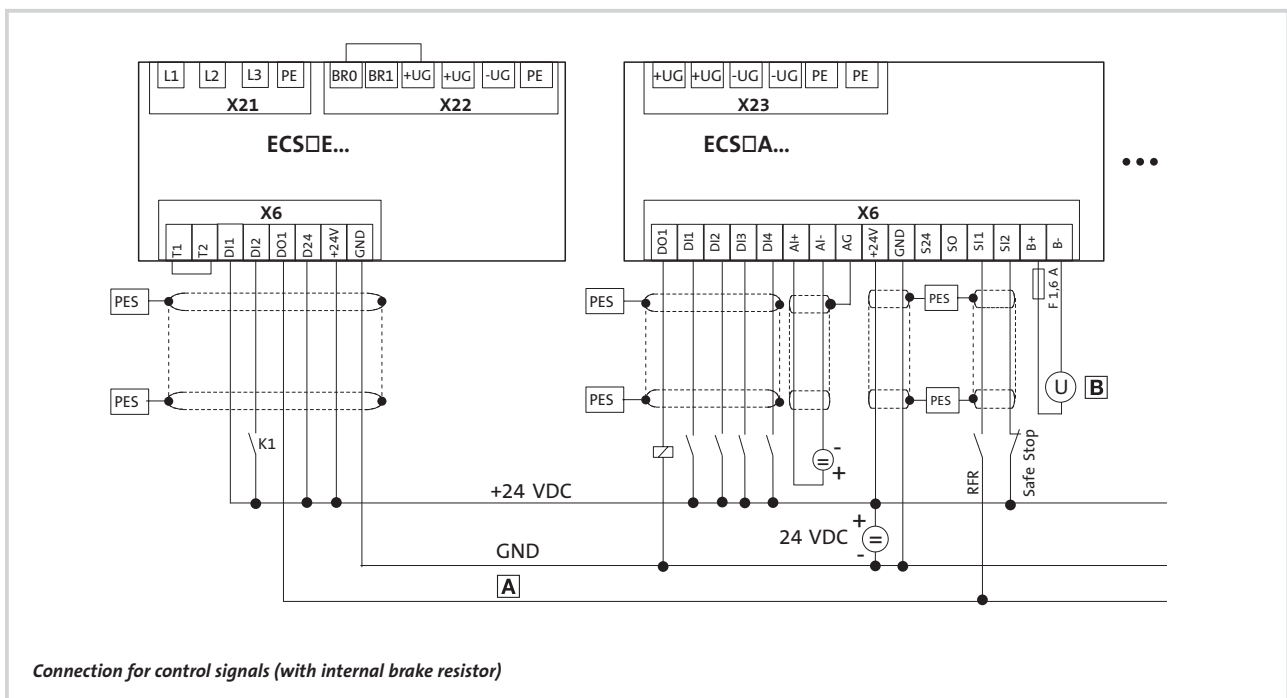 L1 L2 L3 PE BR0 BR1 +UG +UG -UG PE
X21 X22
ECS□E...
X6
T1 T2 DI1 DI2 DO1 D24 +24V GND
+UG +UG -UG -UG PE PE
X23
ECS□A...
•••
X6
DO1 DI1 DI2 DI3 DI4 AI+ AI- AG +24V GND S24 SO SI1 SI2 B+ B-
PES
PES
K1
PES
PES
PES
PES
F 1,6 A
U B
- = +
RFR
Safe Stop
+24 VDC
24 VDC + = -
GND
A
Connection for control signals (with internal brake resistor)